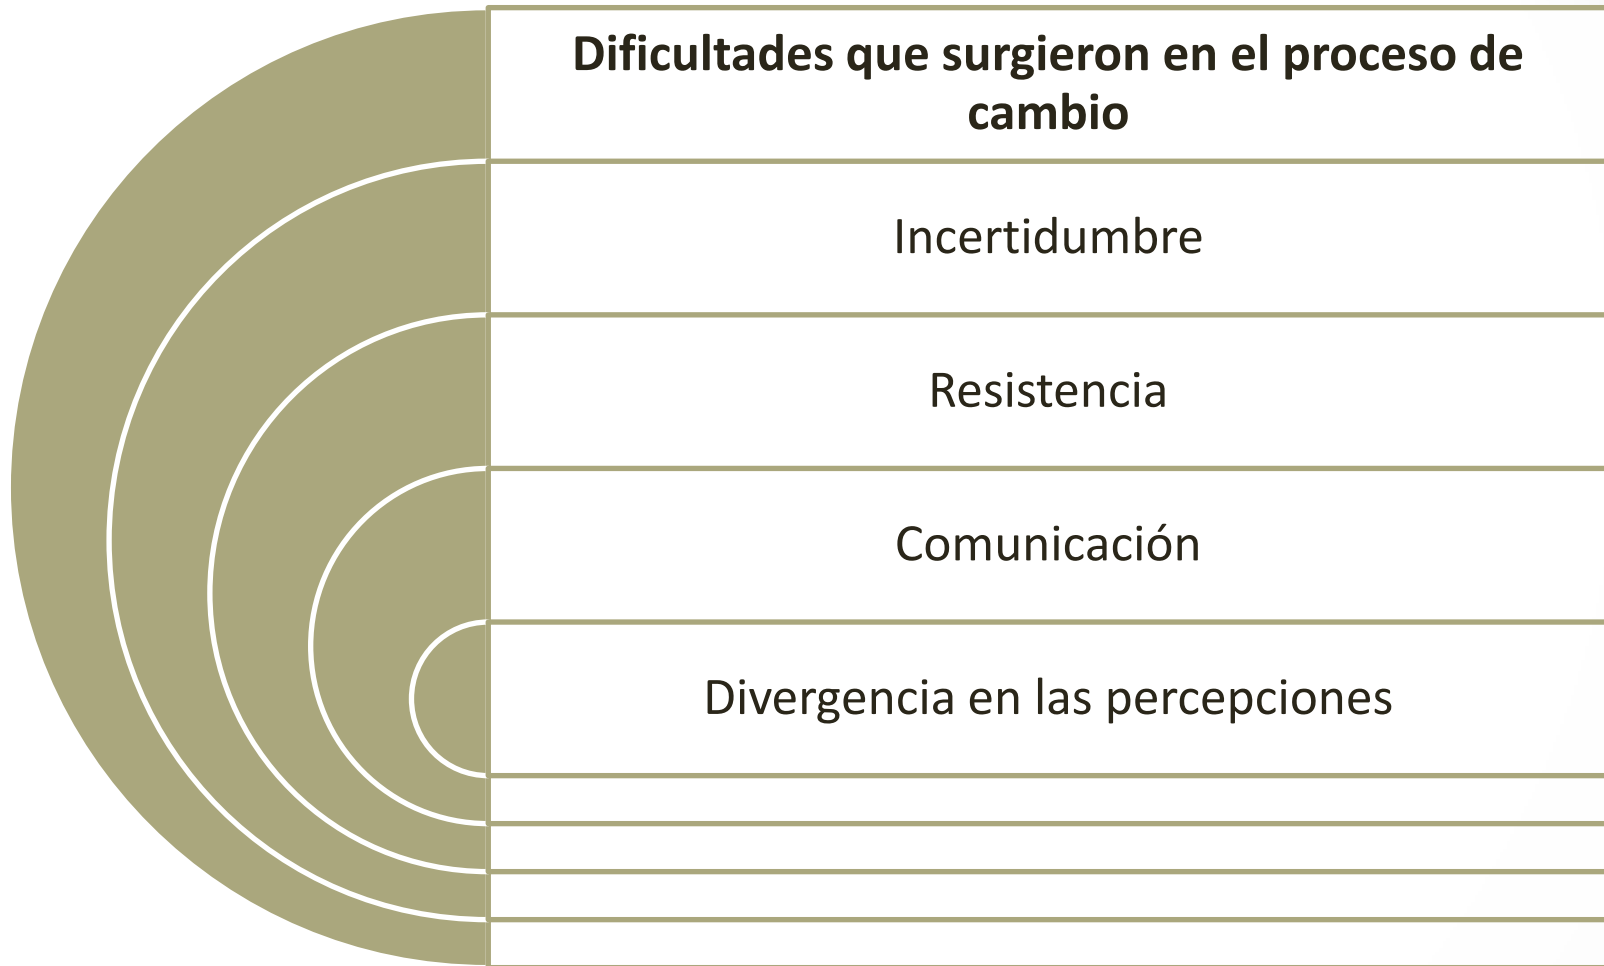 Dificultades que surgieron en el proceso de
cambio
Incertidumbre
Resistencia
Comunicación
Divergencia en las percepciones